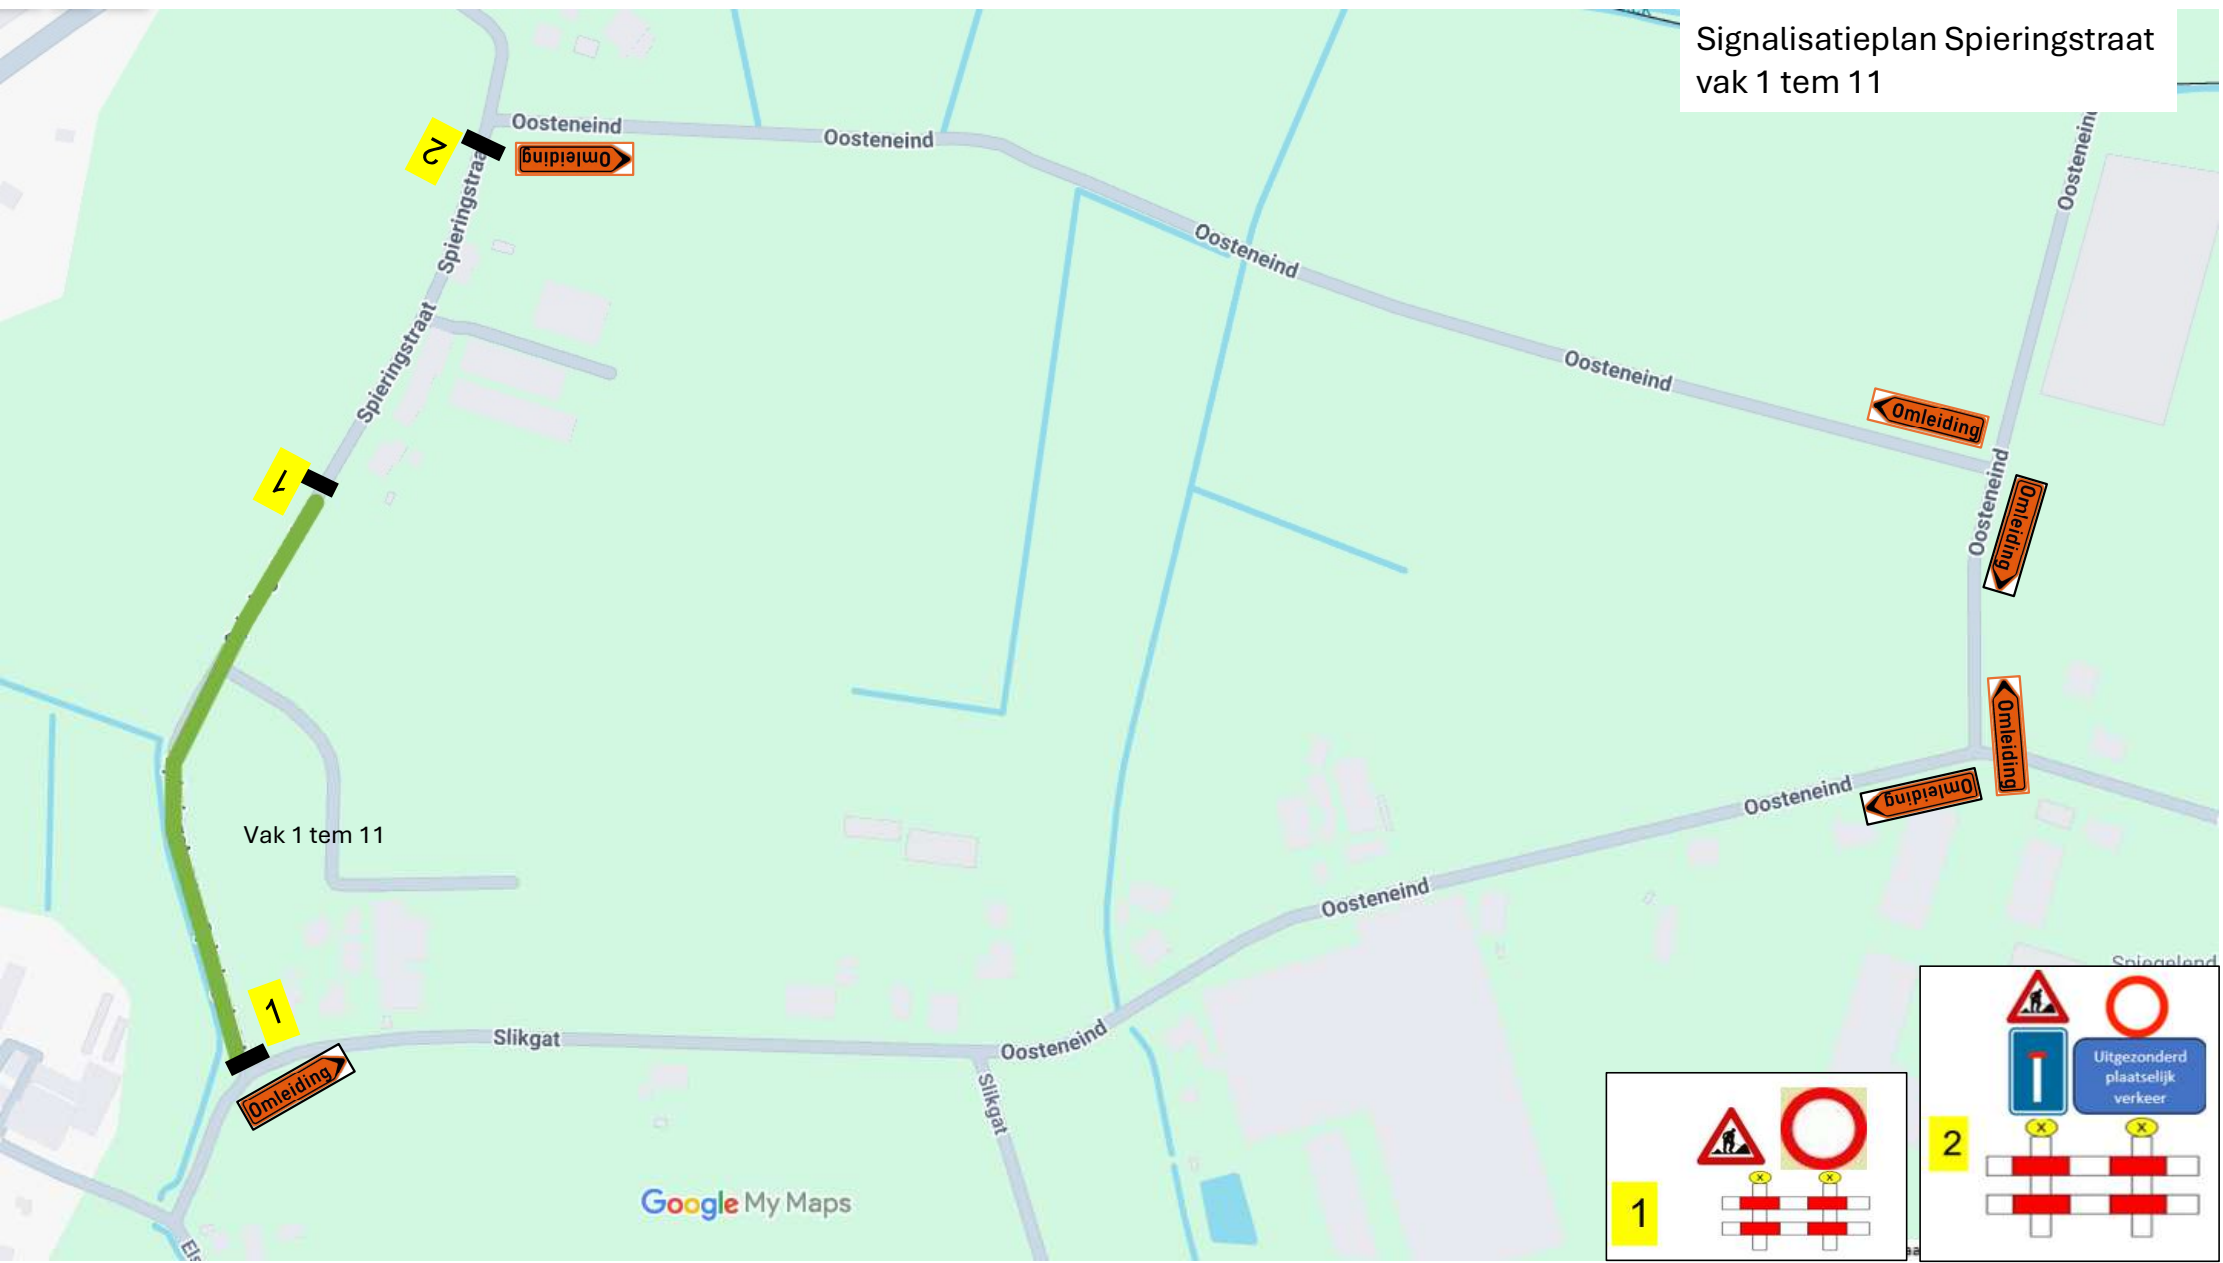 Signalisatieplan Spieringstraat
vak 1 tem 11
Oosteneind
Oosteneind
2
Omleiding
Oosteneind
Spieringstraat
Oosteneind
Spieringstraat
Oosteneind
Omleiding
1
Oosteneind
Omleiding
Omleiding
Omleiding
Oosteneind
Vak 1 tem 11
Oosteneind
1
Slikgat
Oosteneind
Omleiding
Slikgat
Google My Maps
1
Uitgezonderd
plaatselijk
verkeer
2